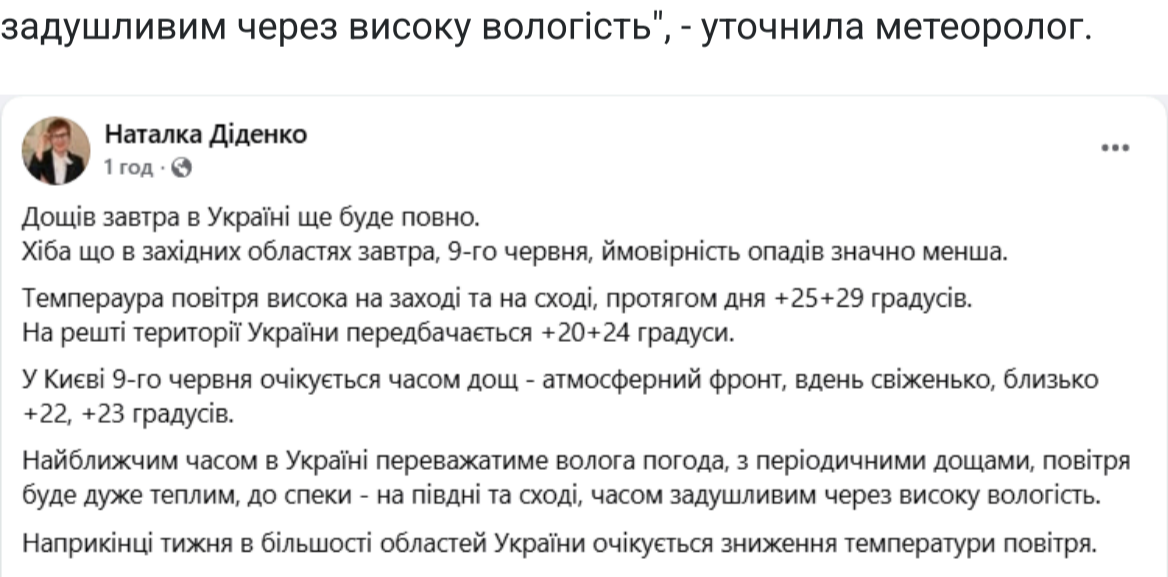 задушливим через високу вологість", - уточнила метеоролог.
Наталка Діденко
1 год ·
Дощів завтра в Україні ще буде повно.
Хіба що в західних областях завтра, 9-го червня, ймовірність опадів значно менша.
Темпераура повітря висока на заході та на сході, протягом дня +25+29 градусів.
На решті території України передбачається +20+24 градуси.
У Києві 9-го червня очікується часом дощ - атмосферний фронт, вдень свіженько, близько
+22, +23 градусів.
Найближчим часом в Україні переважатиме волога погода, з періодичними дощами, повітря
буде дуже теплим, до спеки - на півдні та сході, часом задушливим через високу вологість.
Наприкінці тижня в більшості областей України очікується зниження температури повітря.